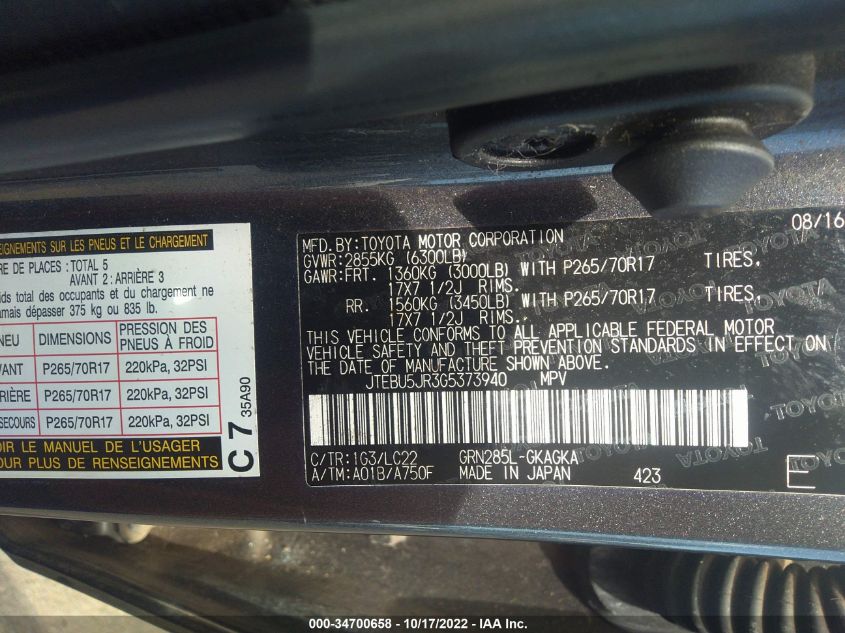 EIGNEMENTS SUR LES PNEUS ET LE CHARGEMENT
RE DE PLACES : TOTAL 5
AVANT 2 : ARRIÈRE 3
ids total des occupants et du chargement ne
amais dépasser 375 kg ou 835 lb.
NEU DIMENSIONS PRESSION DES PNEUS À FROID
VANT P265/70R17 220kPa, 32PSI
RRIÈRE P265/70R17 220kPa, 32PSI
SECOURS P265/70R17 220kPa, 32PSI
OIR LE MANUEL DE L'USAGER
POUR PLUS DE RENSEIGNEMENTS
C 7 35A90
MFD. BY: TOYOTA MOTOR CORPORATION 08/16
GVWR: 2855KG (6300LB)
GAWR: FRT. 1360KG (3000LB) WITH P265/70R17 TIRES.
17X7 1/2J RIMS.
RR. 1560KG (3450LB) WITH P265/70R17 TIRES.
17X7 1/2J RIMS.
THIS VEHICLE CONFORMS TO ALL APPLICABLE FEDERAL MOTOR
VEHICLE SAFETY AND THEFT PREVENTION STANDARDS IN EFFECT ON
THE DATE OF MANUFACTURE SHOWN ABOVE.
JTEBU5JR3G5373940 MPV
C/TR: 1G3/LC22 GRN285L-GKAGKA
A/TM: A01B/A750F MADE IN JAPAN 423 E
000-34700658 - 10/17/2022 - IAA Inc.